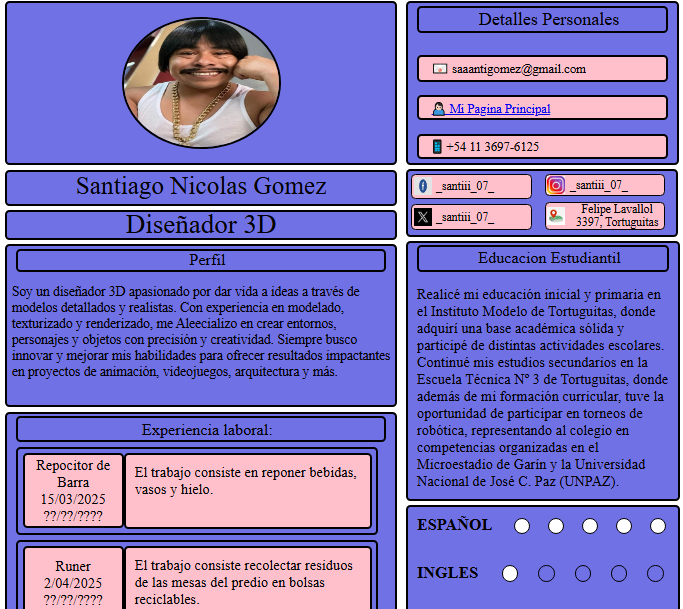 Santiago Nicolas Gomez
Diseñador 3D
Perfil
Soy un diseñador 3D apasionado por dar vida a ideas a través de
modelos detallados y realistas. Con experiencia en modelado,
texturizado y renderizado, me Aleecializo en crear entornos,
personajes y objetos con precisión y creatividad. Siempre busco
innovar y mejorar mis habilidades para ofrecer resultados impactantes
en proyectos de animación, videojuegos, arquitectura y más.
Experiencia laboral:
Repocitor de
Barra
15/03/2025
??/??/????
El trabajo consiste en reponer bebidas,
vasos y hielo.
Runer
2/04/2025
??/??/????
El trabajo consiste recolectar residuos
de las mesas del predio en bolsas
reciclables.
Detalles Personales
saaantigomez@gmail.com
Mi Pagina Principal
+54 11 3697-6125
_santiii_07_
_santiii_07_
_santiii_07_
Felipe Lavallol
3397, Tortuguitas
Educacion Estudiantil
Realicé mi educación inicial y primaria en
el Instituto Modelo de Tortuguitas, donde
adquirí una base académica sólida y
participé de distintas actividades escolares.
Continué mis estudios secundarios en la
Escuela Técnica Nº 3 de Tortuguitas, donde
además de mi formación curricular, tuve la
oportunidad de participar en torneos de
robótica, representando al colegio en
competencias organizadas en el
Microestadio de Garín y la Universidad
Nacional de José C. Paz (UNPAZ).
ESPAÑOL
INGLES